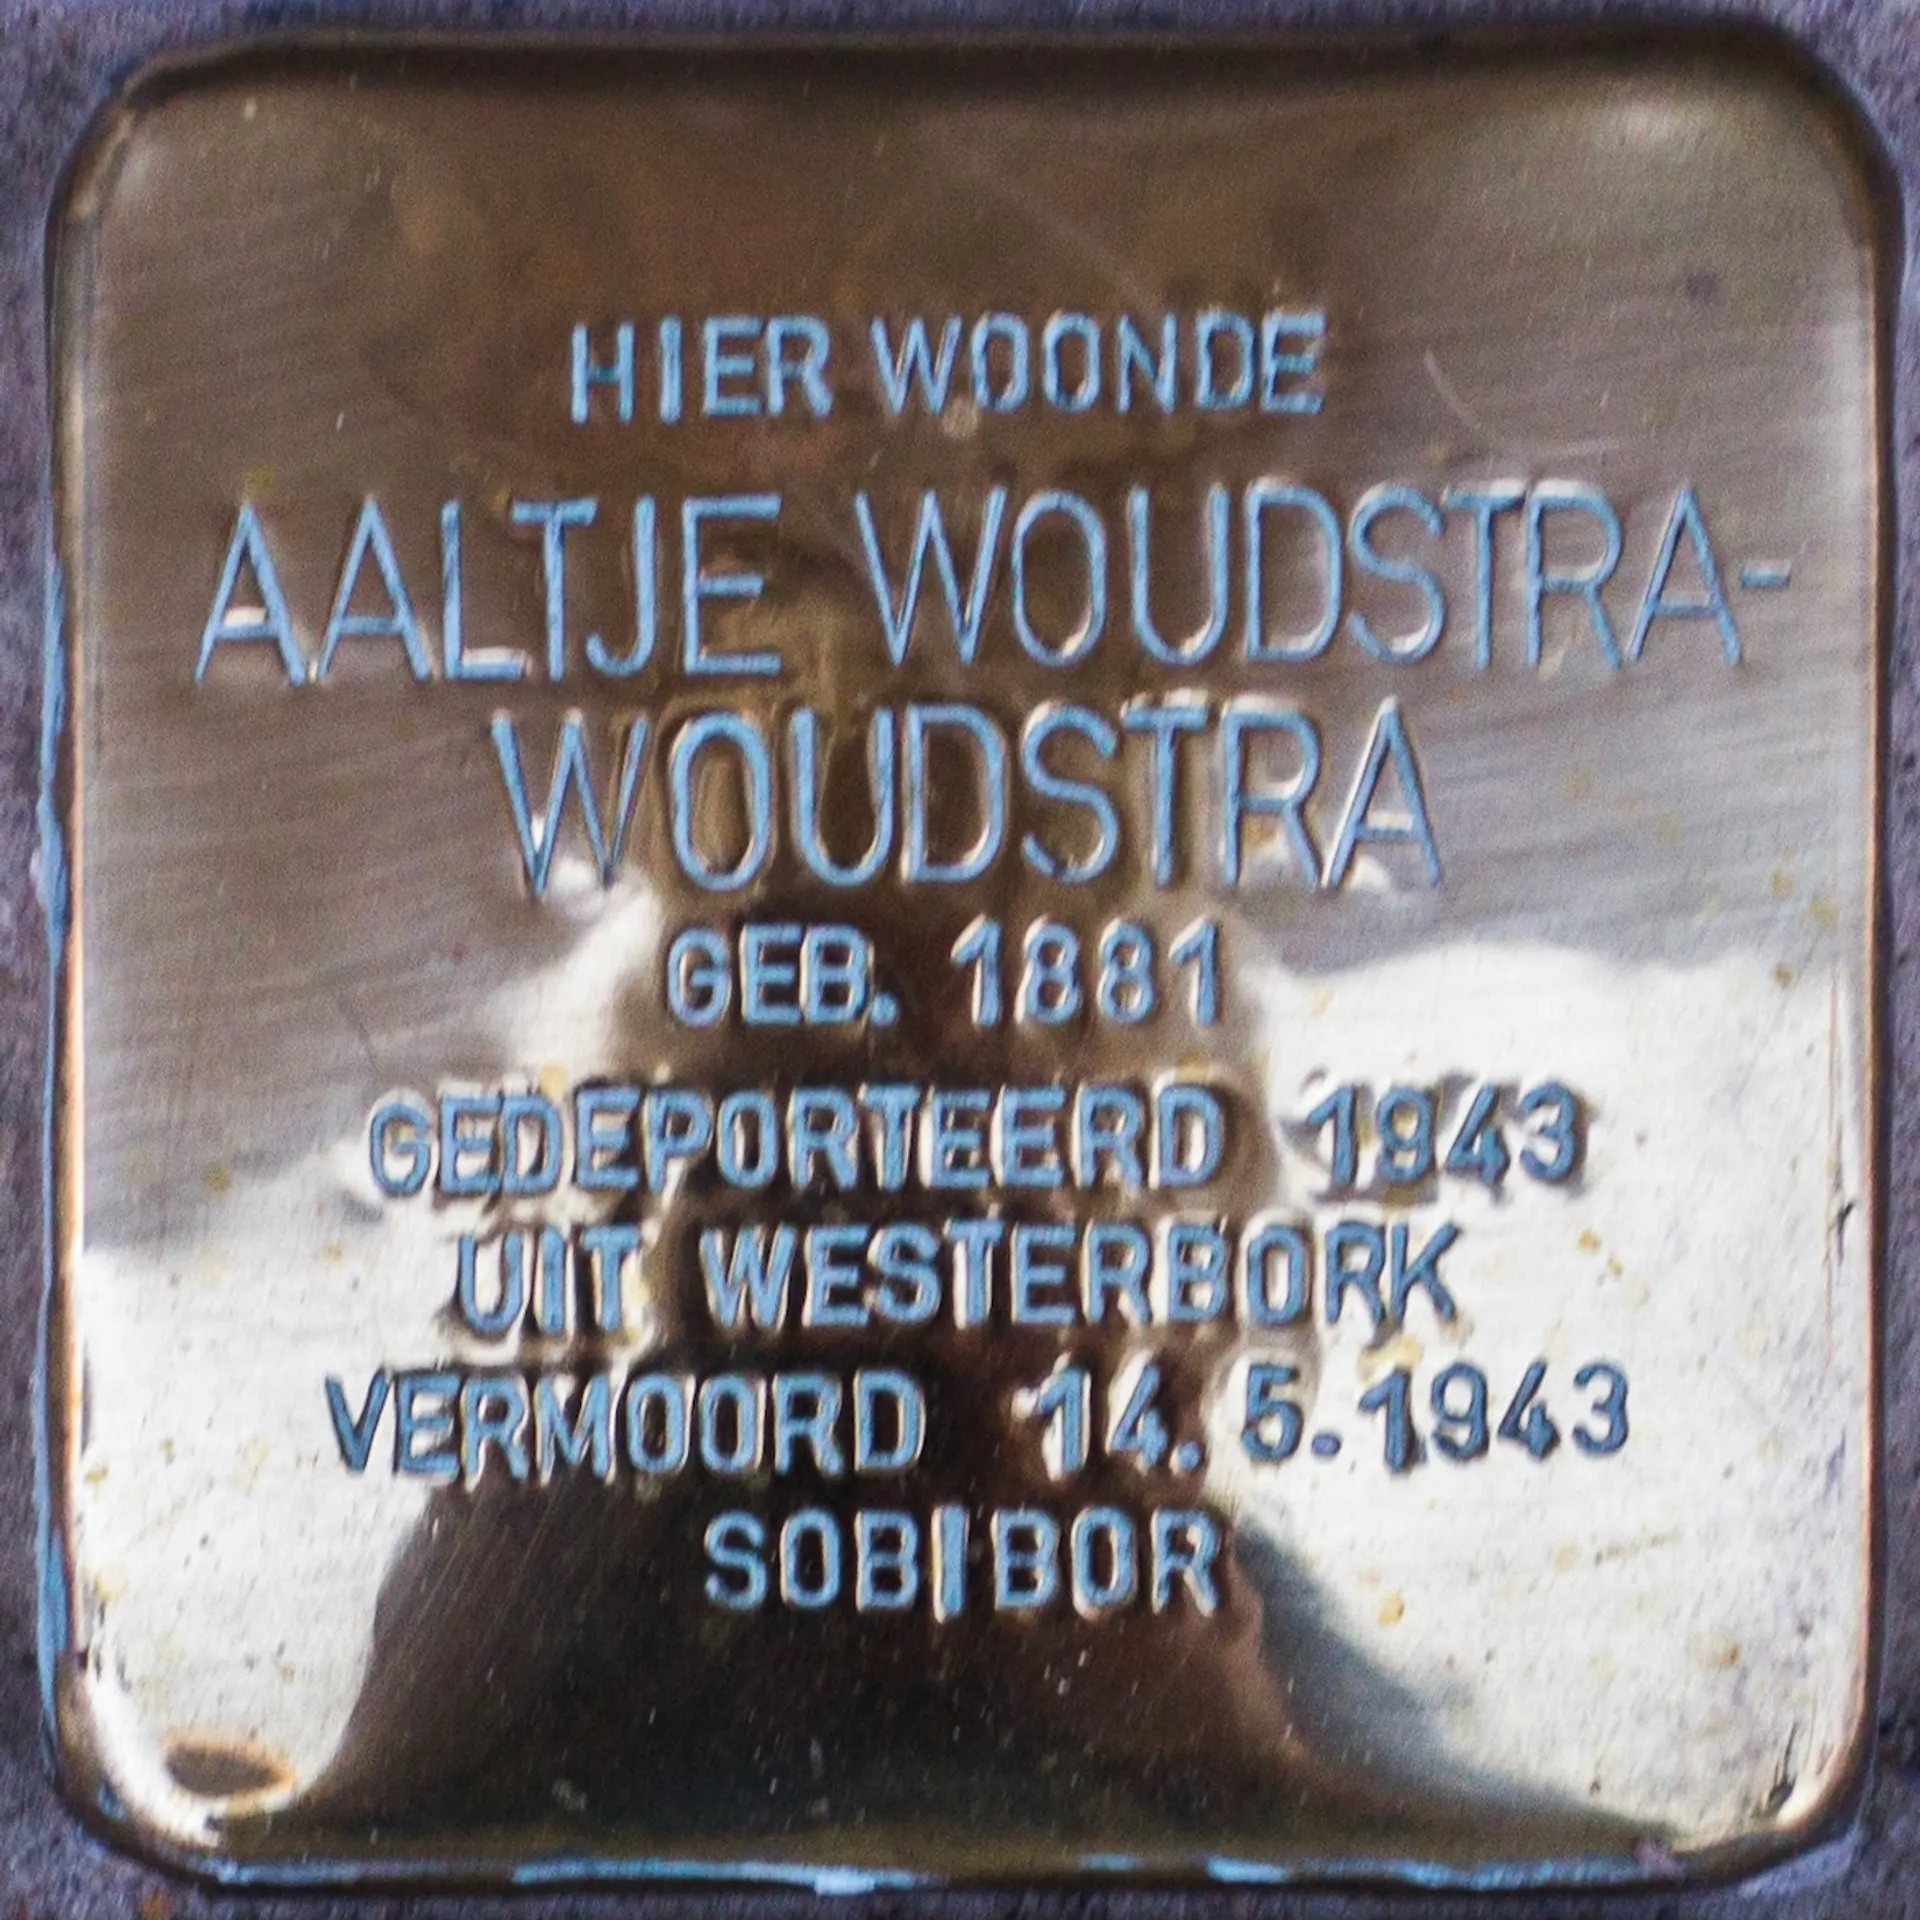 HIER WOONDE
AALTJE WOUDSTRA-
WOUDSTRA
GEB. 1881
GEDEPORTEERD 1943
UIT WESTERBORK
VERMOORD 14.5.1943
SOBIBOR